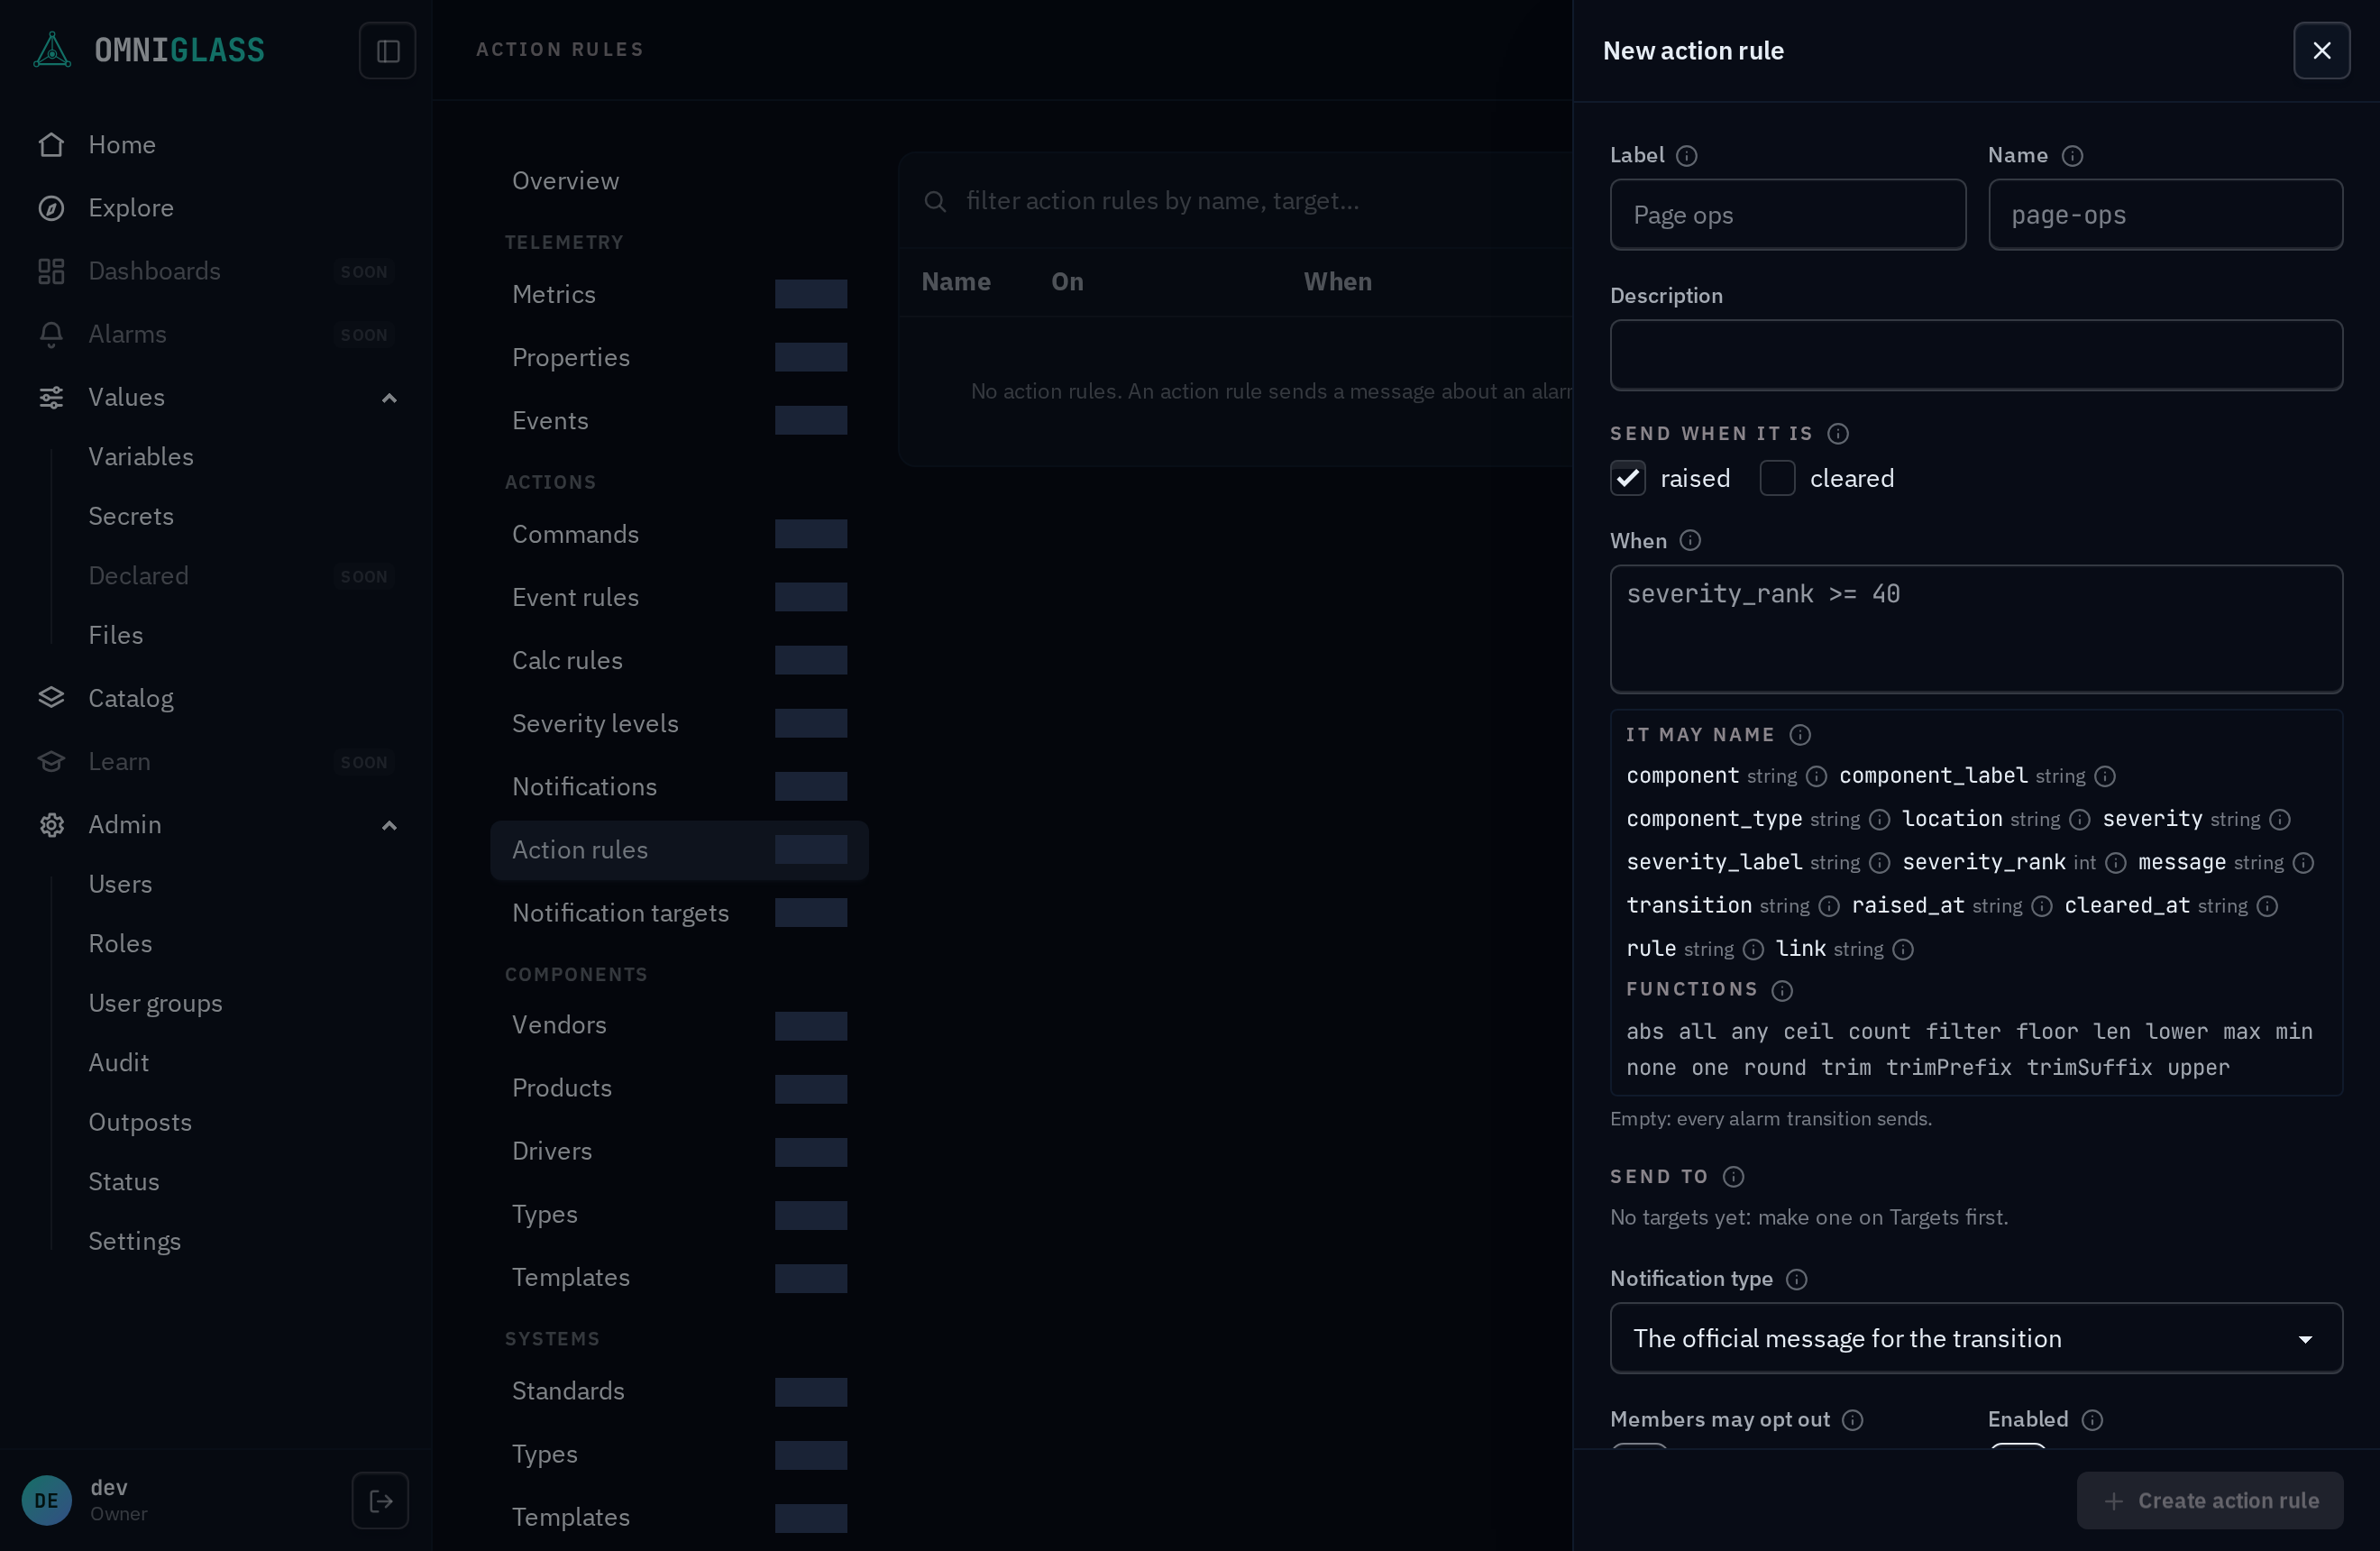 OMNIGLASS
Home
Explore
Dashboards SOON
Alarms SOON
Values
Variables
Secrets
Declared SOON
Files
Catalog
Learn SOON
Admin
Users
Roles
User groups
Audit
Outposts
Status
Settings
DE
dev
Owner
ACTION RULES
Overview
TELEMETRY
Metrics
Properties
Events
ACTIONS
Commands
Event rules
Calc rules
Severity levels
Notifications
Action rules
Notification targets
COMPONENTS
Vendors
Products
Drivers
Types
Templates
SYSTEMS
Standards
Types
Templates
filter action rules by name, target...
Name On When
No action rules. An action rule sends a message about an alarm
New action rule
Label Name
Page ops page-ops
Description
SEND WHEN IT IS
raised cleared
When
severity_rank >= 40
IT MAY NAME
component string component_label string
component_type string location string severity string
severity_label string severity_rank int message string
transition string raised_at string cleared_at string
rule string link string
FUNCTIONS
abs all any ceil count filter floor len lower max min
none one round trim trimPrefix trimSuffix upper
Empty: every alarm transition sends.
SEND TO
No targets yet: make one on Targets first.
Notification type
The official message for the transition
Members may opt out Enabled
Create action rule